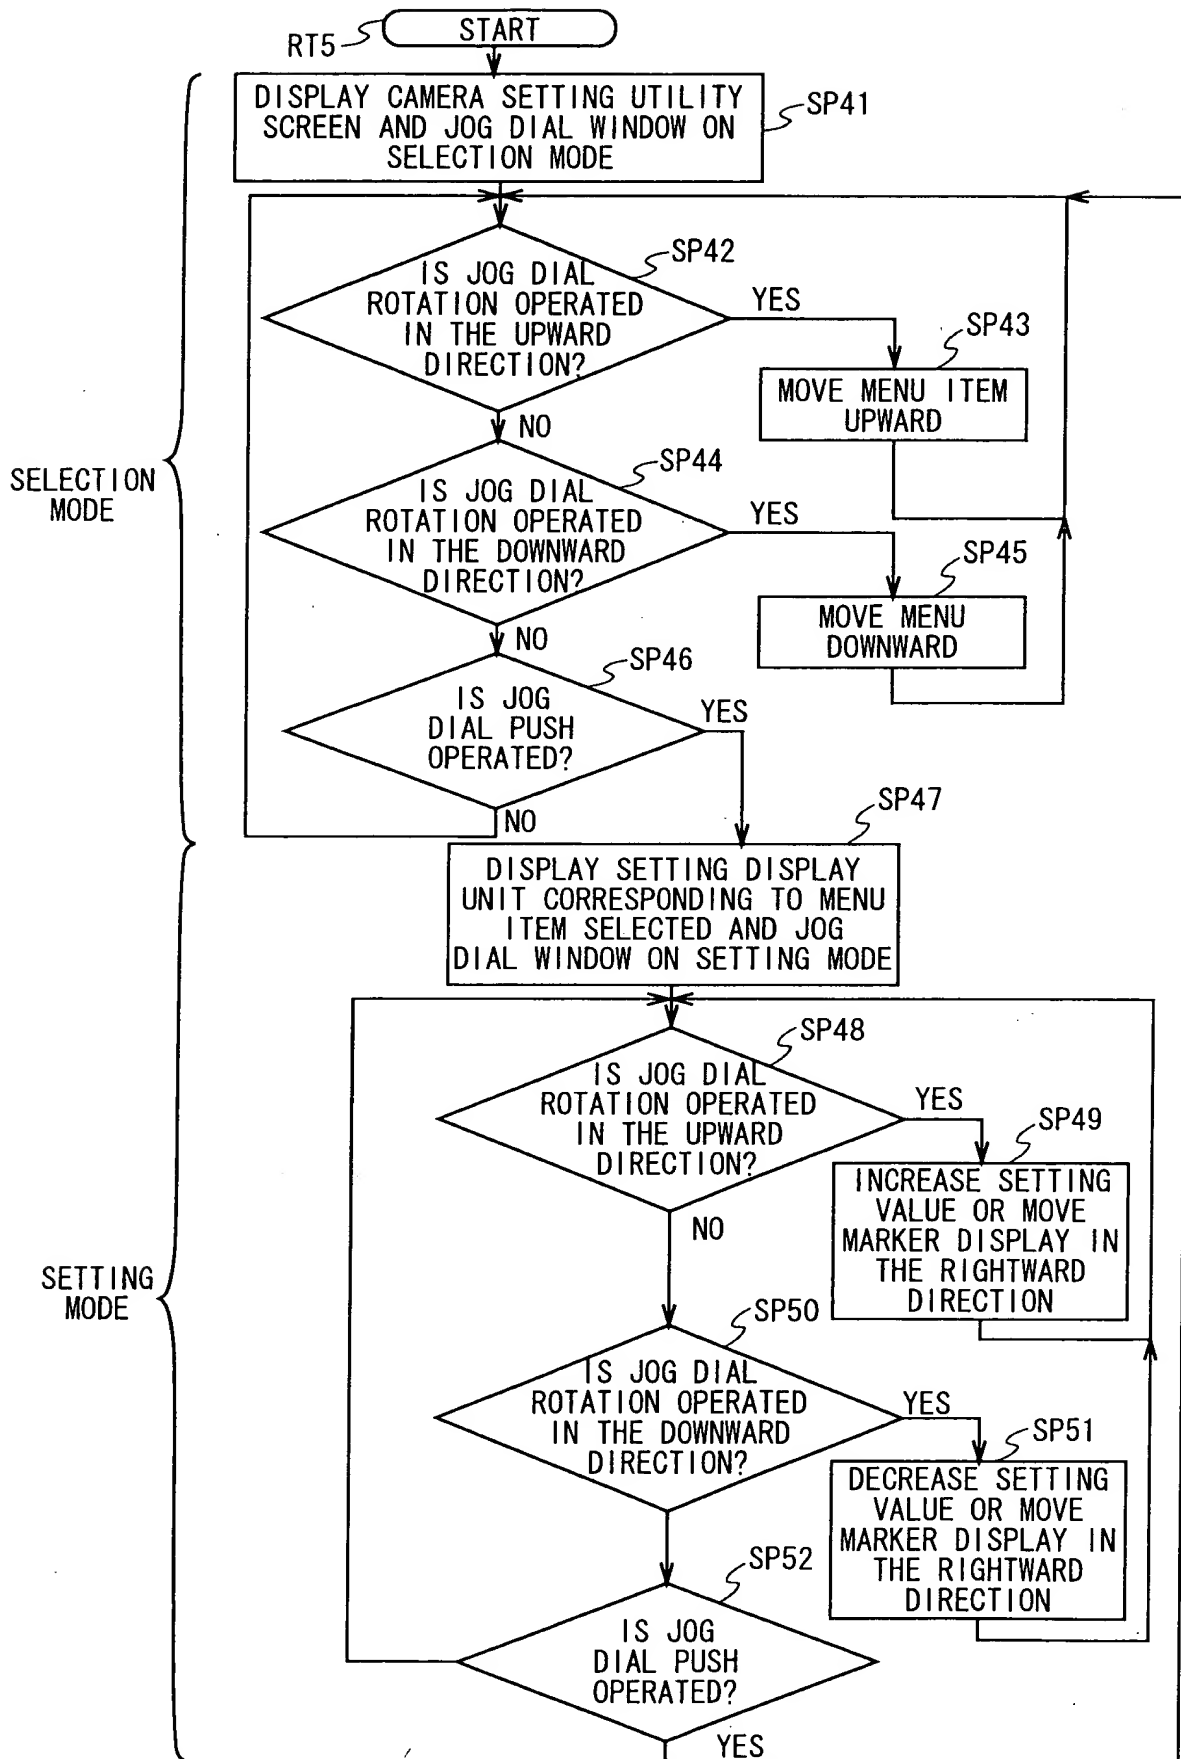 START
RT5
DISPLAY CAMERA SETTING UTILITY
SCREEN AND JOG DIAL WINDOW ON
SELECTION MODE
SP41
SP42
IS JOG DIAL
ROTATION OPERATED
IN THE UPWARD
DIRECTION?
YES
SP43
MOVE MENU ITEM
UPWARD
NO
SELECTION
MODE
SP44
IS JOG DIAL
ROTATION OPERATED
IN THE DOWNWARD
DIRECTION?
YES
SP45
MOVE MENU
DOWNWARD
NO
SP46
IS JOG
DIAL PUSH
OPERATED?
YES
NO
SP47
DISPLAY SETTING DISPLAY
UNIT CORRESPONDING TO MENU
ITEM SELECTED AND JOG
DIAL WINDOW ON SETTING MODE
SP48
IS JOG DIAL
ROTATION OPERATED
IN THE UPWARD
DIRECTION?
YES
SP49
INCREASE SETTING
VALUE OR MOVE
MARKER DISPLAY IN
THE RIGHTWARD
DIRECTION
NO
SETTING
MODE
SP50
IS JOG DIAL
ROTATION OPERATED
IN THE DOWNWARD
DIRECTION?
YES
SP51
DECREASE SETTING
VALUE OR MOVE
MARKER DISPLAY IN
THE RIGHTWARD
DIRECTION
SP52
IS JOG
DIAL PUSH
OPERATED?
YES